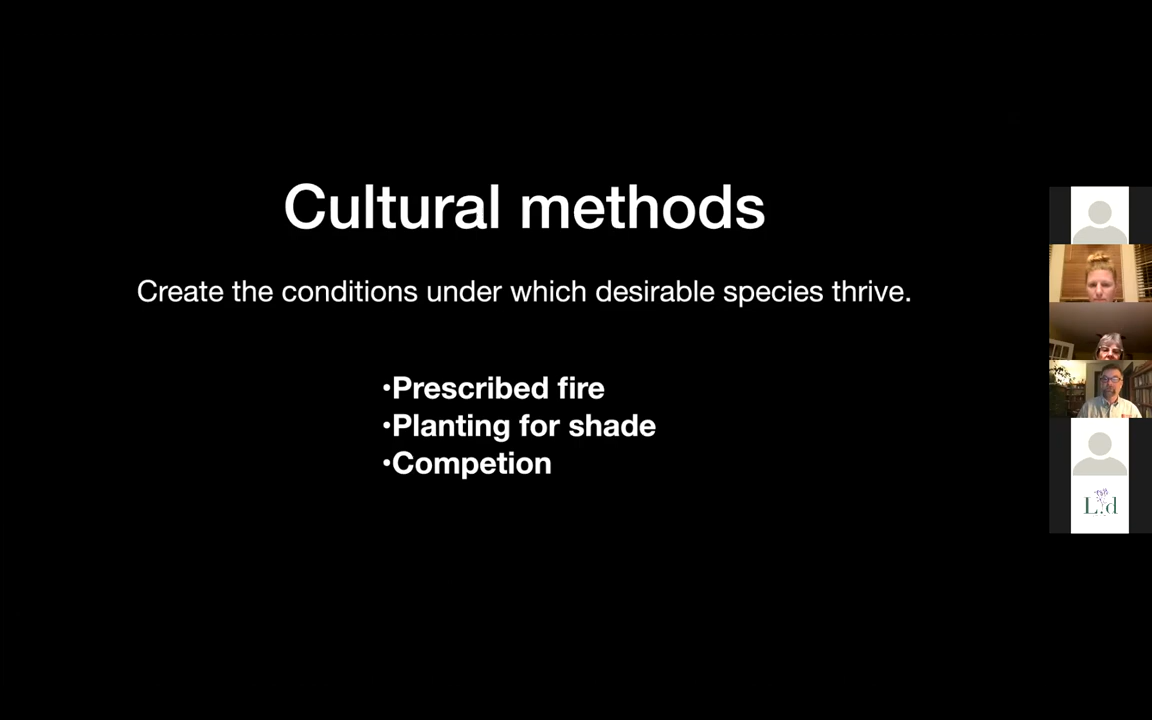 Cultural methods
Create the conditions under which desirable species thrive.
•Prescribed fire
•Planting for shade
•Competion
L.d